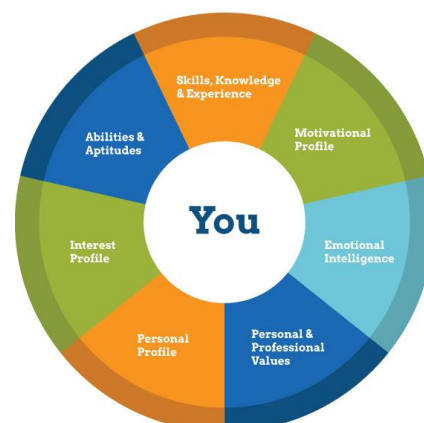 Skills, Knowledge
& Experience
Motivational
Profile
Emotional
Intelligence
Personal &
Professional
Values
Personal
Profile
Interest
Profile
Abilities &
Aptitudes
You